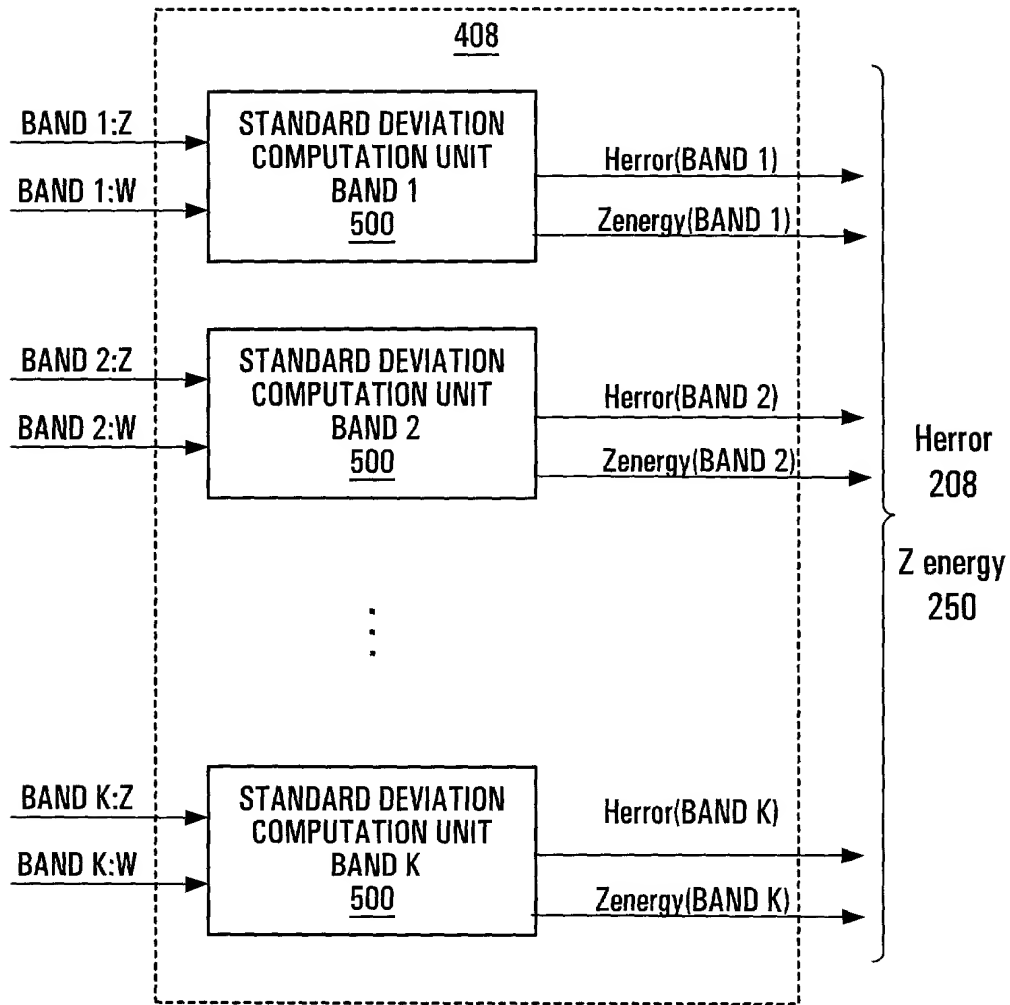 408
BAND 1:Z
BAND 1:W
STANDARD DEVIATION
COMPUTATION UNIT
BAND 1
500
Herror(BAND 1)
Zenergy(BAND 1)
BAND 2:Z
BAND 2:W
STANDARD DEVIATION
COMPUTATION UNIT
BAND 2
500
Herror(BAND 2)
Zenergy(BAND 2)
Herror
208
Z energy
250
BAND K:Z
BAND K:W
STANDARD DEVIATION
COMPUTATION UNIT
BAND K
500
Herror(BAND K)
Zenergy(BAND K)